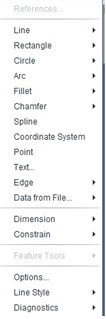 References...
Line
Rectangle
Circle
Arc
Fillet
Chamfer
Spline
Coordinate System
Point
Text...
Edge
Data from File...
Dimension
Constrain
Feature Tools
Options...
Line Style
Diagnostics